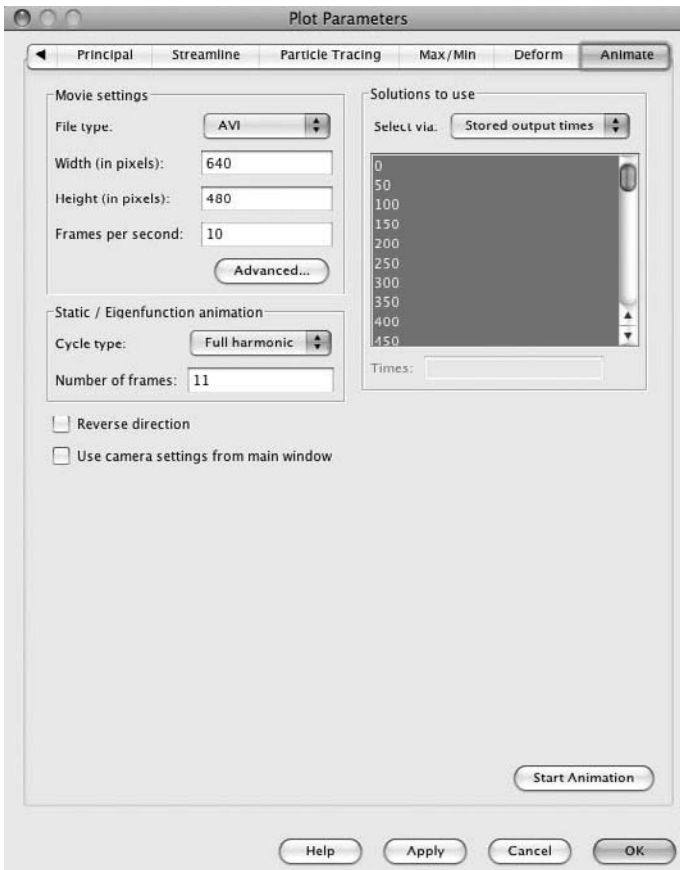 Plot Parameters
Principal Streamline Particle Tracing Max/Min Deform Animate
Movie settings
File type: AVI
Width (in pixels): 640
Height (in pixels): 480
Frames per second: 10
Advanced...
Static / Eigenfunction animation
Cycle type: Full harmonic
Number of frames: 11
Reverse direction
Use camera settings from main window
Solutions to use
Select via: Stored output times
0
50
100
150
200
250
300
350
400
450
Times:
Start Animation
Help Apply Cancel OK